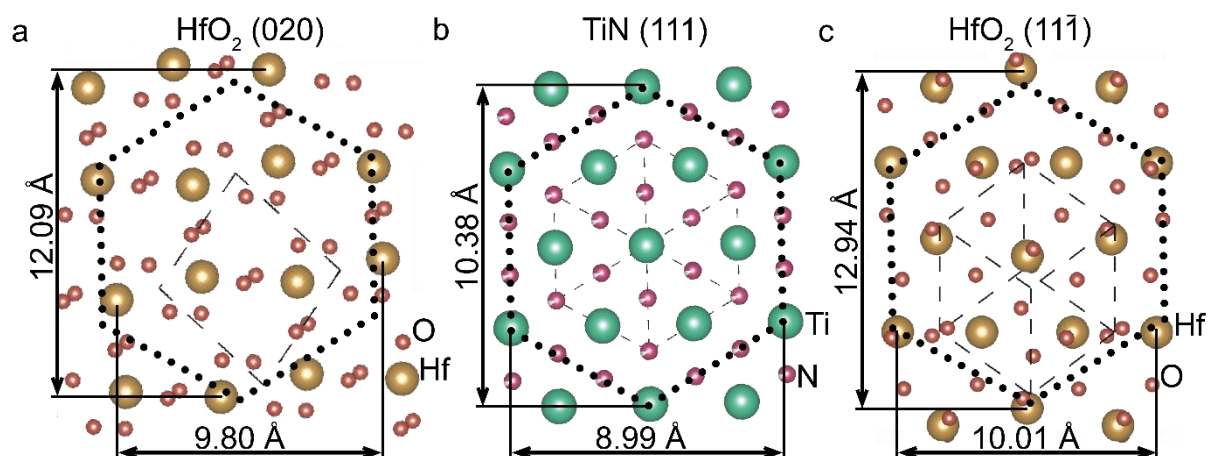 a
HfO₂ (020)
12.09 Å
9.80 Å
O
Hf
b
TiN (111)
10.38 Å
8.99 Å
Ti
N
c
HfO₂ (111̄)
12.94 Å
10.01 Å
Hf
O